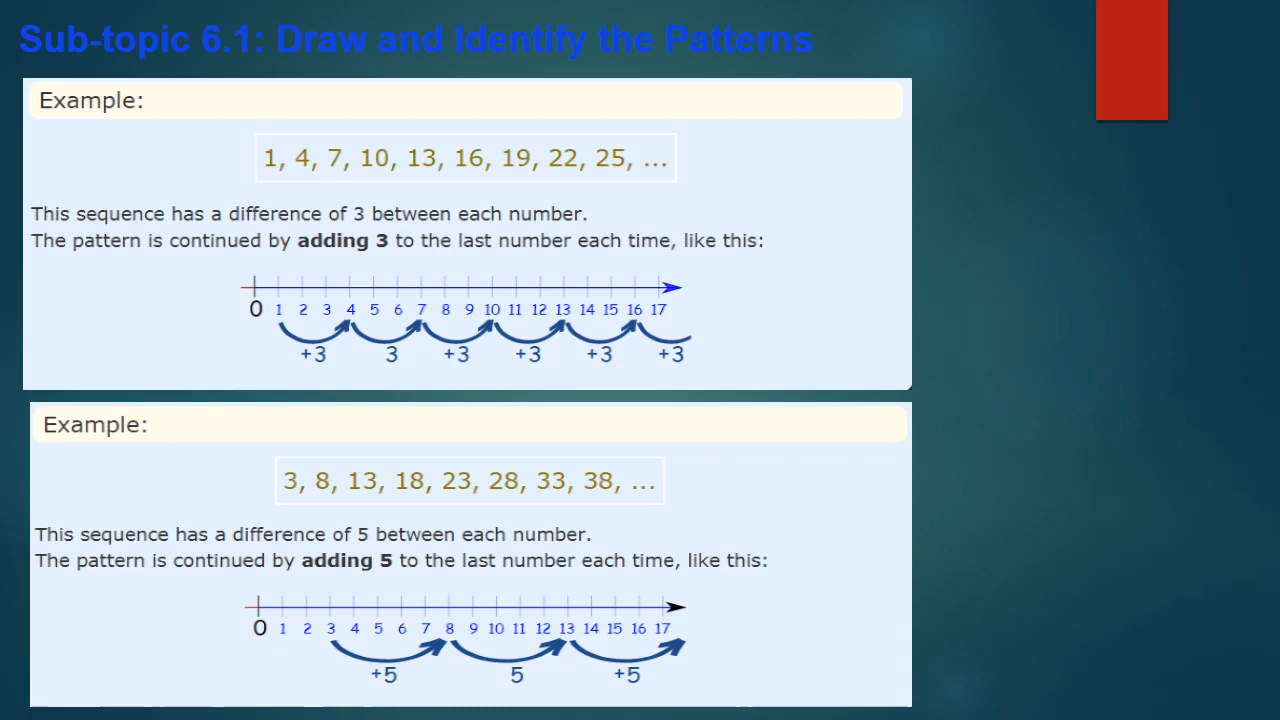 Sub-topic 6.1: Draw and Identify the Patterns
Example:
1, 4, 7, 10, 13, 16, 19, 22, 25, ...
This sequence has a difference of 3 between each number.
The pattern is continued by adding 3 to the last number each time, like this:
0 1 2 3 4 5 6 7 8 9 10 11 12 13 14 15 16 17
+3 3 +3 +3 +3 +3
Example:
3, 8, 13, 18, 23, 28, 33, 38, ...
This sequence has a difference of 5 between each number.
The pattern is continued by adding 5 to the last number each time, like this:
0 1 2 3 4 5 6 7 8 9 10 11 12 13 14 15 16 17
+5 5 +5